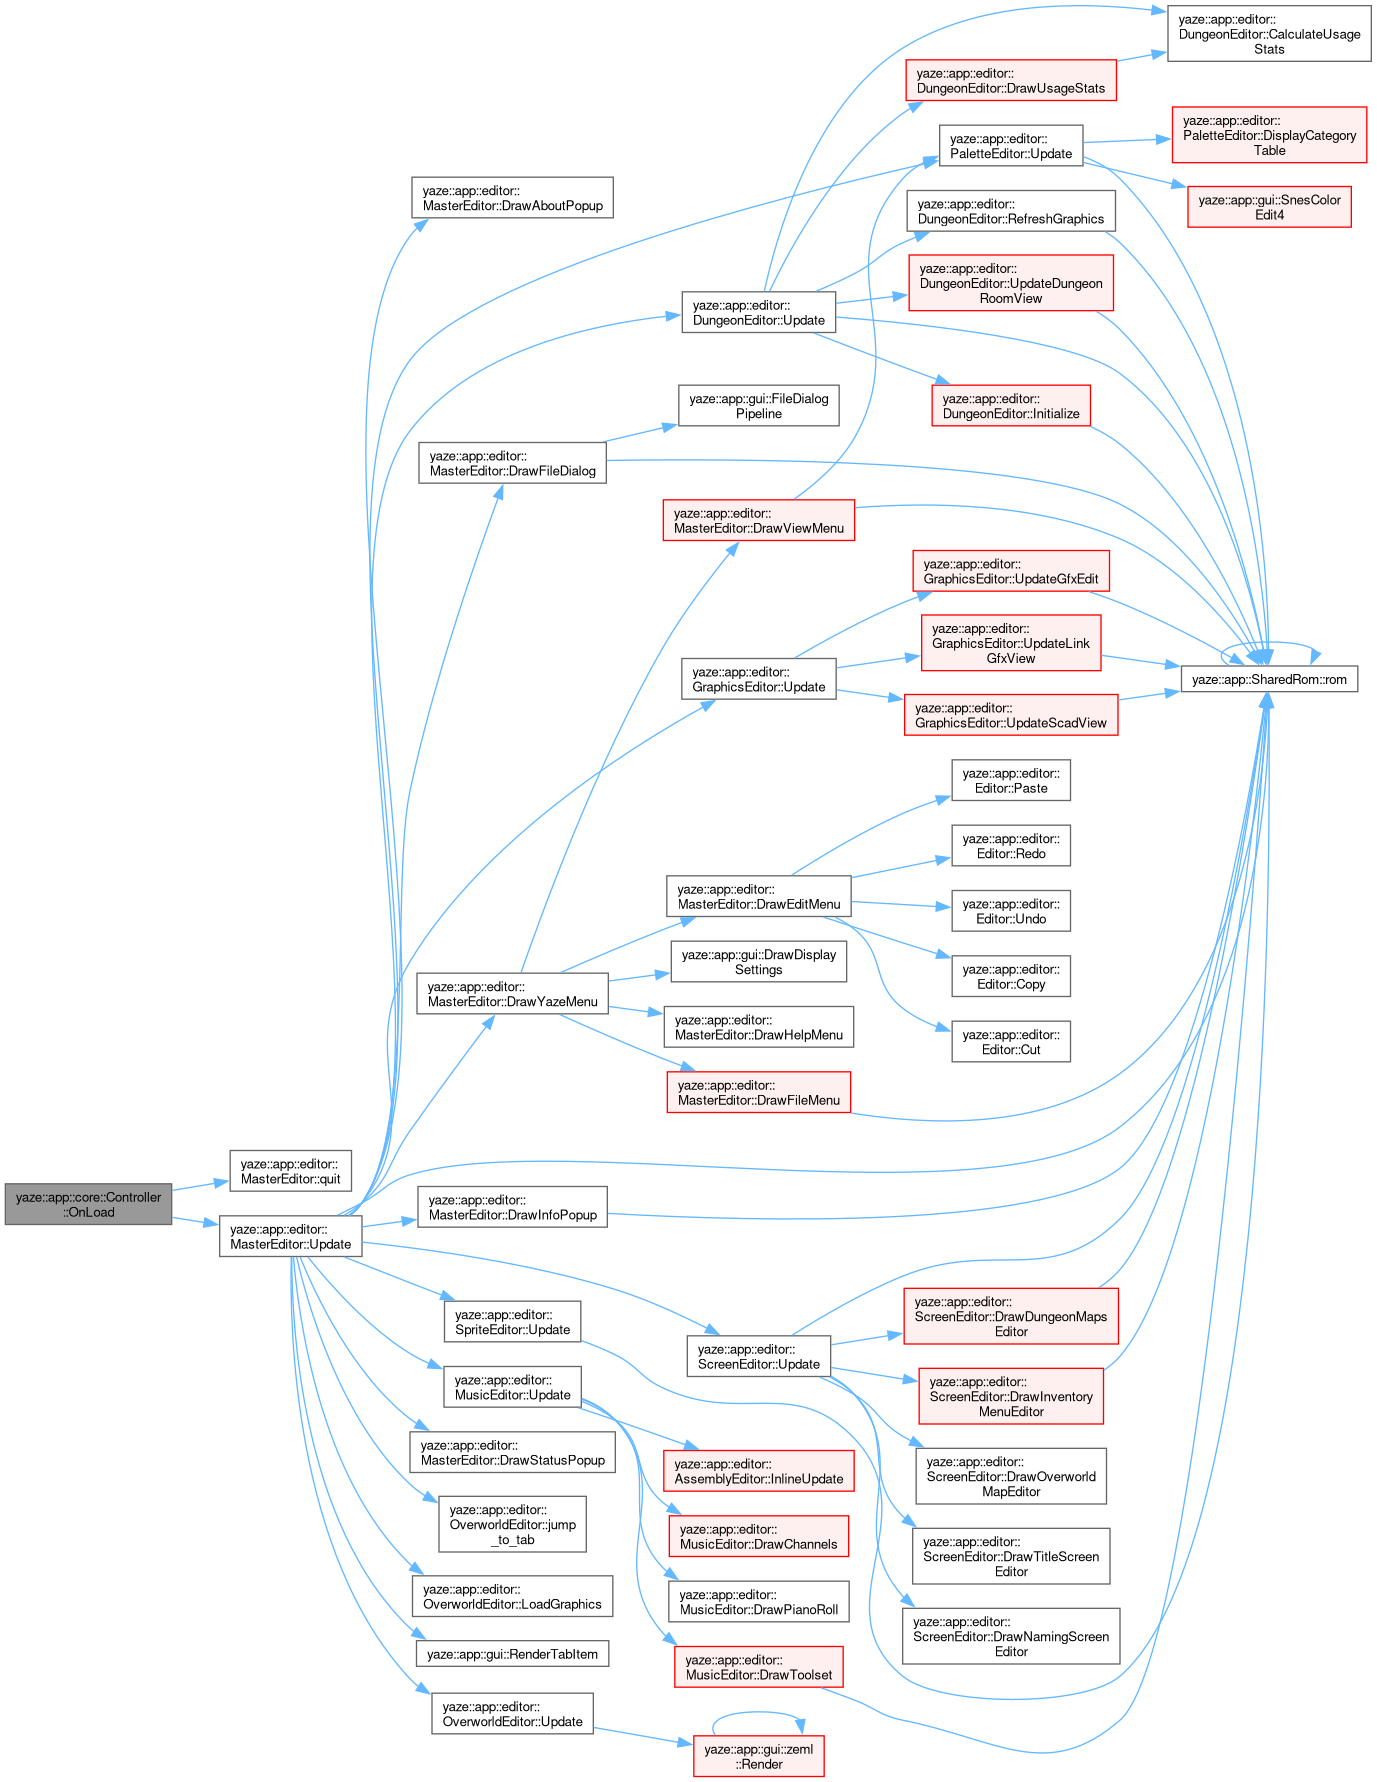 yaze::app::editor::
DungeonEditor::CalculateUsage
Stats
yaze::app::editor::
DungeonEditor::DrawUsageStats
yaze::app::editor::
PaletteEditor::DisplayCategory
Table
yaze::app::editor::
PaletteEditor::Update
yaze::app::editor::
MasterEditor::DrawAboutPopup
yaze::app::gui::SnesColor
Edit4
yaze::app::editor::
DungeonEditor::RefreshGraphics
yaze::app::editor::
DungeonEditor::UpdateDungeon
RoomView
yaze::app::editor::
DungeonEditor::Update
yaze::app::gui::FileDialog
Pipeline
yaze::app::editor::
DungeonEditor::Initialize
yaze::app::editor::
MasterEditor::DrawFileDialog
yaze::app::editor::
MasterEditor::DrawViewMenu
yaze::app::editor::
GraphicsEditor::UpdateGfxEdit
yaze::app::editor::
GraphicsEditor::UpdateLink
GfxView
yaze::app::editor::
GraphicsEditor::Update
yaze::app::SharedRom::rom
yaze::app::editor::
GraphicsEditor::UpdateScadView
yaze::app::editor::
Editor::Paste
yaze::app::editor::
Editor::Redo
yaze::app::editor::
MasterEditor::DrawEditMenu
yaze::app::editor::
Editor::Undo
yaze::app::gui::DrawDisplay
Settings
yaze::app::editor::
Editor::Copy
yaze::app::editor::
MasterEditor::DrawYazeMenu
yaze::app::editor::
MasterEditor::DrawHelpMenu
yaze::app::editor::
Editor::Cut
yaze::app::editor::
MasterEditor::DrawFileMenu
yaze::app::editor::
MasterEditor::quit
yaze::app::core::Controller
::OnLoad
yaze::app::editor::
MasterEditor::Update
yaze::app::editor::
MasterEditor::DrawInfoPopup
yaze::app::editor::
SpriteEditor::Update
yaze::app::editor::
ScreenEditor::DrawDungeonMaps
Editor
yaze::app::editor::
ScreenEditor::Update
yaze::app::editor::
MusicEditor::Update
yaze::app::editor::
ScreenEditor::DrawInventory
MenuEditor
yaze::app::editor::
MasterEditor::DrawStatusPopup
yaze::app::editor::
AssemblyEditor::InlineUpdate
yaze::app::editor::
ScreenEditor::DrawOverworld
MapEditor
yaze::app::editor::
OverworldEditor::jump
_to_tab
yaze::app::editor::
MusicEditor::DrawChannels
yaze::app::editor::
ScreenEditor::DrawTitleScreen
Editor
yaze::app::editor::
OverworldEditor::LoadGraphics
yaze::app::editor::
MusicEditor::DrawPianoRoll
yaze::app::editor::
ScreenEditor::DrawNamingScreen
Editor
yaze::app::gui::RenderTabItem
yaze::app::editor::
MusicEditor::DrawToolset
yaze::app::editor::
OverworldEditor::Update
yaze::app::gui::zeml
::Render